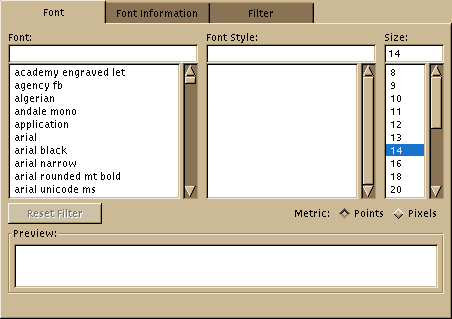 Font Font Information Filter
Font: Font Style: Size:
14
academy engraved let 8
agency fb 9
algerian 10
andale mono 11
application 12
arial 13
arial black 14
arial narrow 16
arial rounded mt bold 18
arial unicode ms 20
Reset Filter Metric: Points Pixels
Preview: